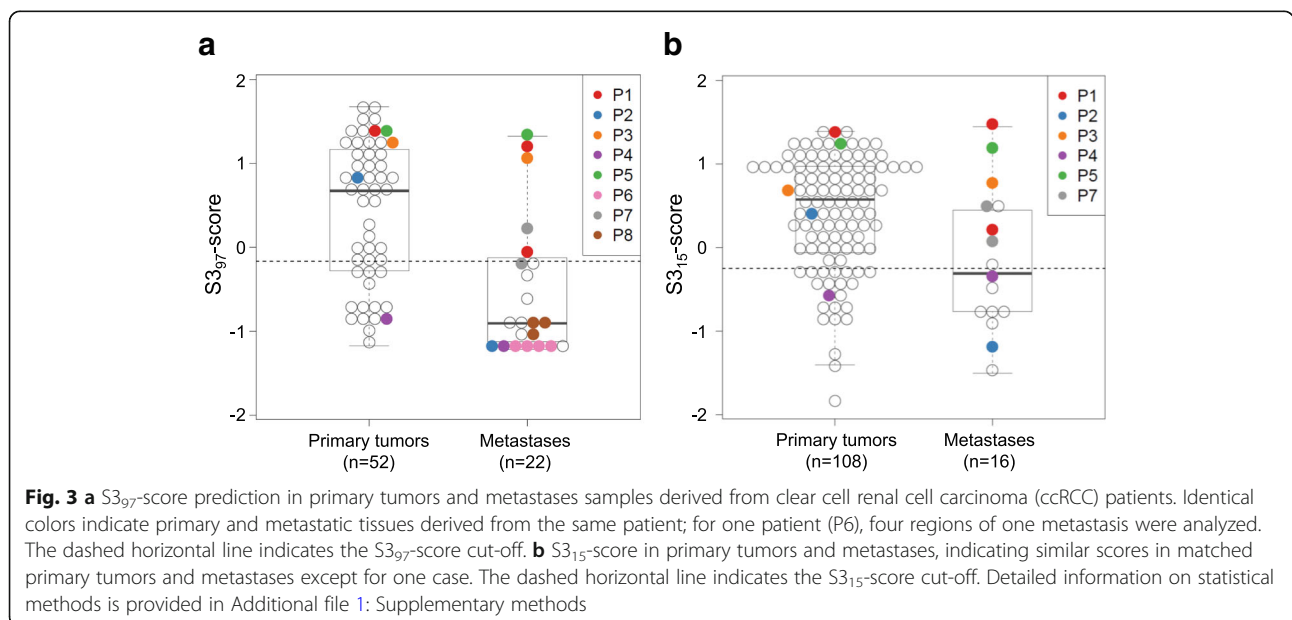 a
b
2
1
0
-1
-2
S3₉₇-score
P1
P2
P3
P4
P5
P6
P7
P8
Primary tumors
(n=52)
Metastases
(n=22)
2
1
0
-1
-2
S3₁₅-score
P1
P2
P3
P4
P5
P7
Primary tumors
(n=108)
Metastases
(n=16)
Fig. 3 a S3₉₇-score prediction in primary tumors and metastases samples derived from clear cell renal cell carcinoma (ccRCC) patients. Identical
colors indicate primary and metastatic tissues derived from the same patient; for one patient (P6), four regions of one metastasis were analyzed.
The dashed horizontal line indicates the S3₉₇-score cut-off. b S3₁₅-score in primary tumors and metastases, indicating similar scores in matched
primary tumors and metastases except for one case. The dashed horizontal line indicates the S3₁₅-score cut-off. Detailed information on statistical
methods is provided in Additional file 1: Supplementary methods